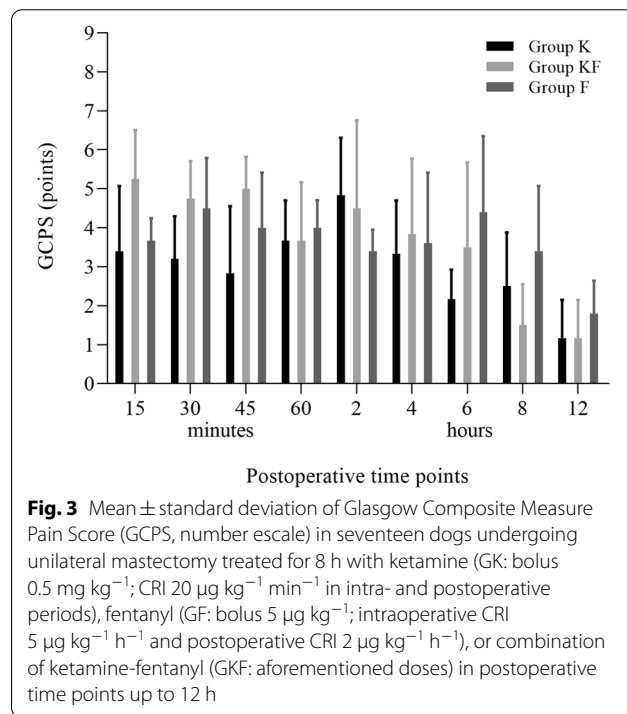 9
8
7
6
5
4
3
2
1
0
GCPS (points)
Group K
Group KF
Group F
15 30 45 60 2 4 6 8 12
minutes hours
Postoperative time points
Fig. 3 Mean ± standard deviation of Glasgow Composite Measure
Pain Score (GCPS, number escale) in seventeen dogs undergoing
unilateral mastectomy treated for 8 h with ketamine (GK: bolus
0.5 mg kg⁻¹; CRI 20 μg kg⁻¹ min⁻¹ in intra- and postoperative
periods), fentanyl (GF: bolus 5 μg kg⁻¹; intraoperative CRI
5 μg kg⁻¹ h⁻¹ and postoperative CRI 2 μg kg⁻¹ h⁻¹), or combination
of ketamine-fentanyl (GKF: aforementioned doses) in postoperative
time points up to 12 h